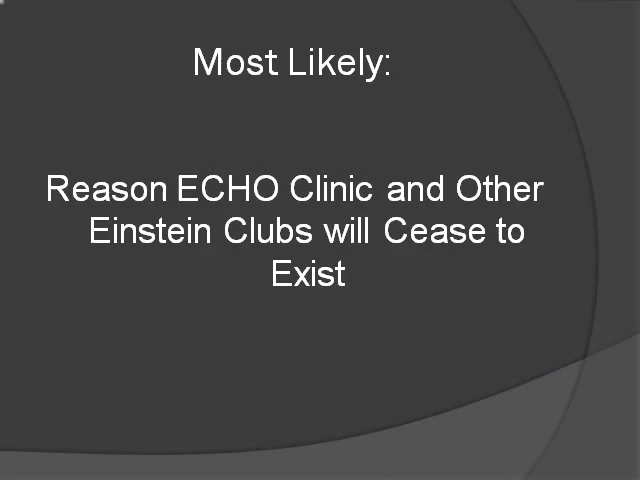 Most Likely:
Reason ECHO Clinic and Other
Einstein Clubs will Cease to
Exist